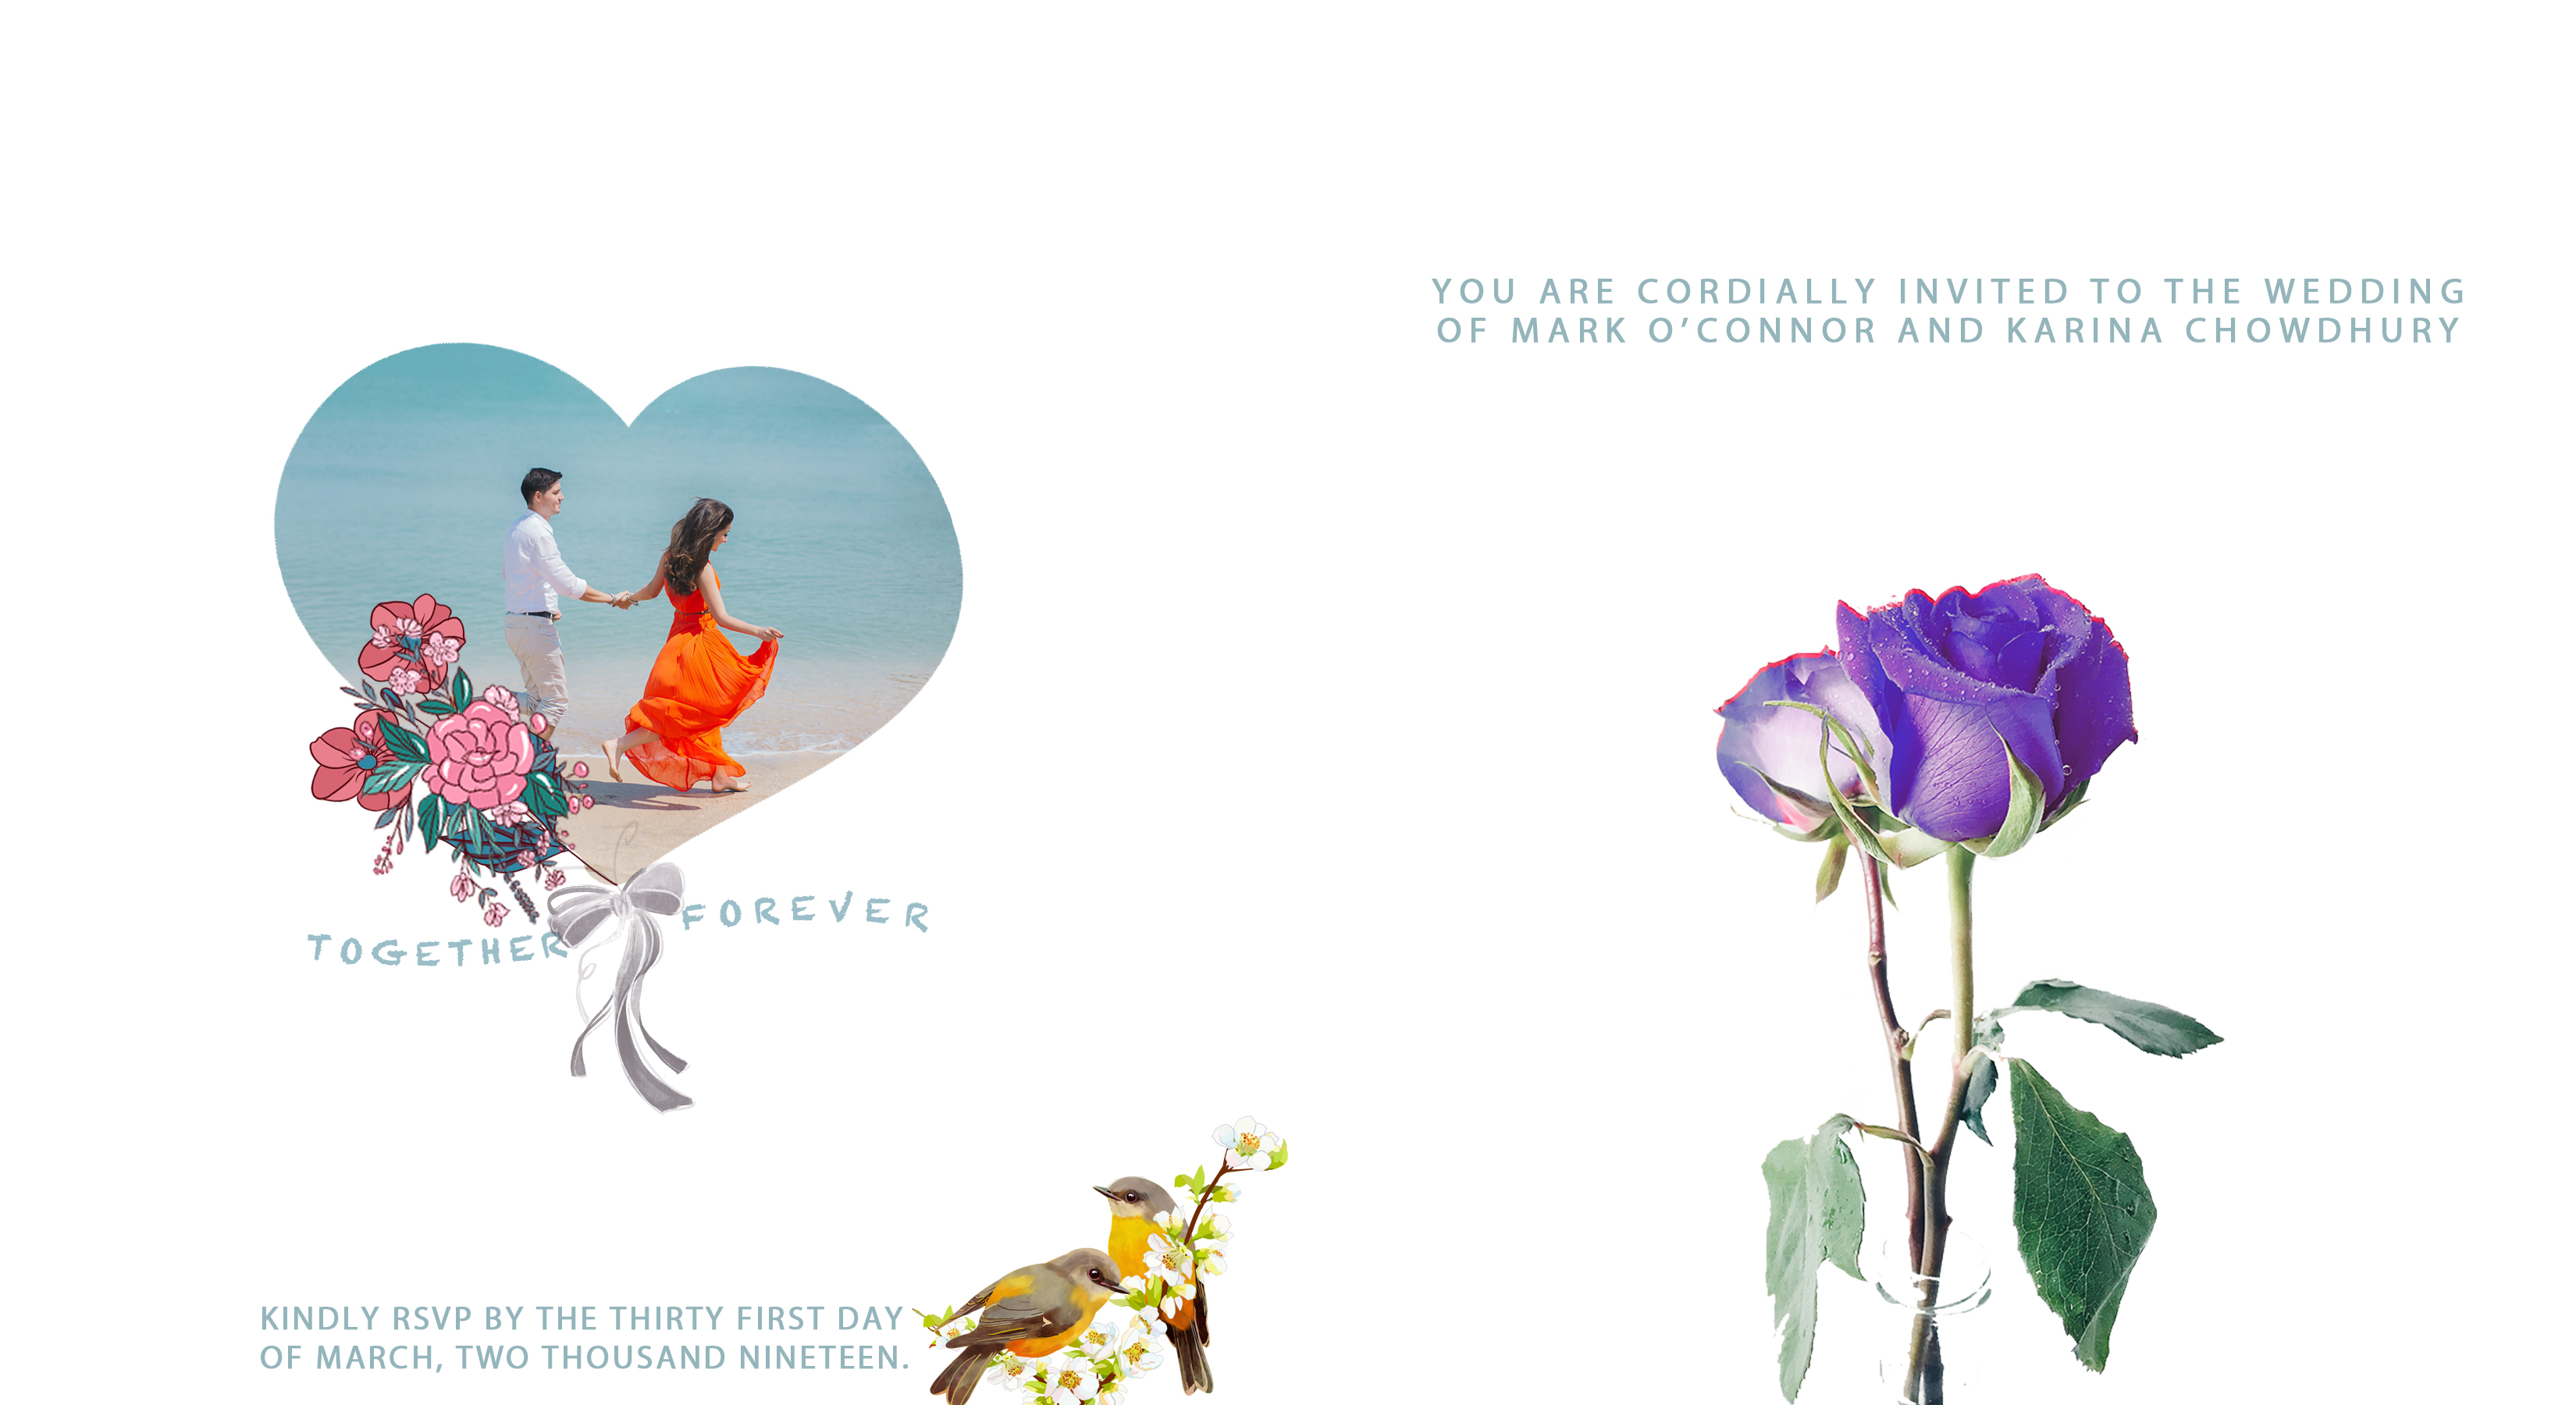 YOU ARE CORDIALLY INVITED TO THE WEDDING
OF MARK O’CONNOR AND KARINA CHOWDHURY
TOGETHER FOREVER
KINDLY RSVP BY THE THIRTY FIRST DAY
OF MARCH, TWO THOUSAND NINETEEN.